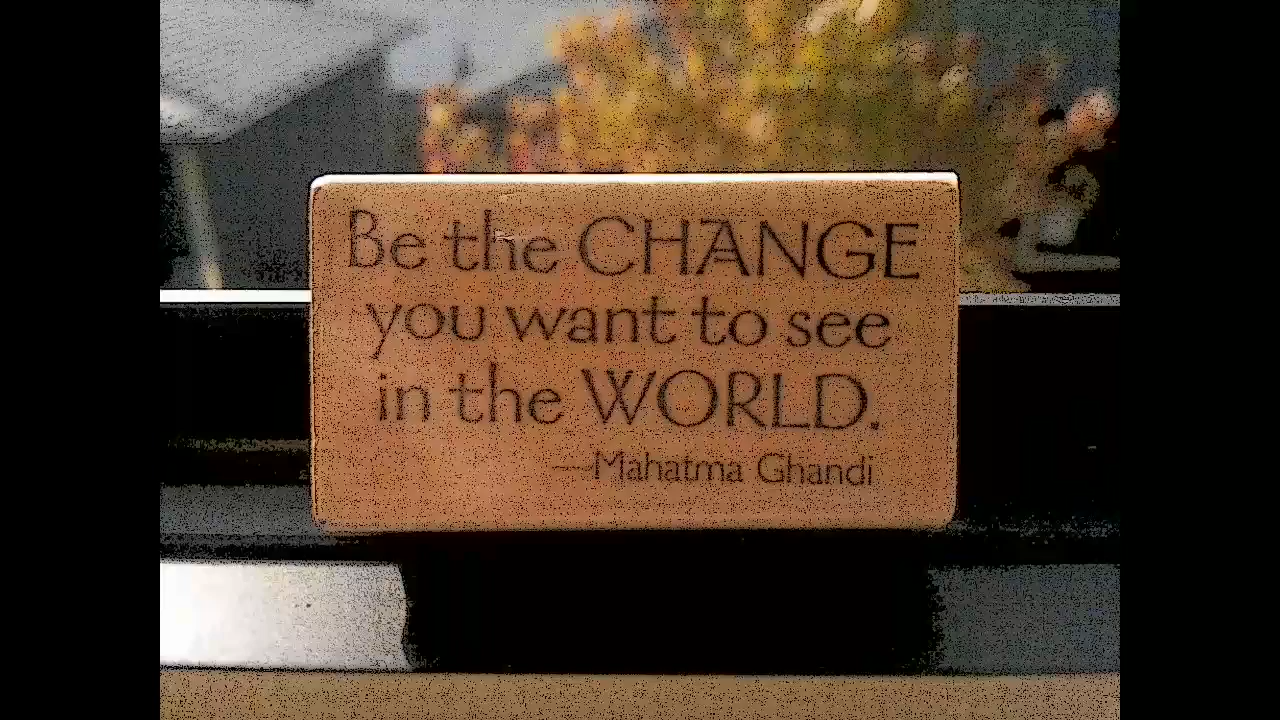 Be the CHANGE
you want to see
in the WORLD.
—Mahatma Ghandi